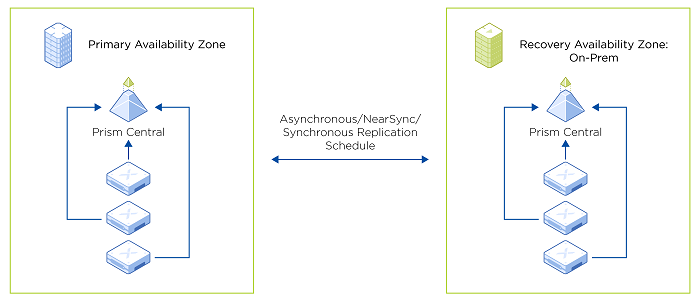 Primary Availability Zone
Prism Central
Asynchronous/NearSync/
Synchronous Replication
Schedule
Recovery Availability Zone:
On-Prem
Prism Central